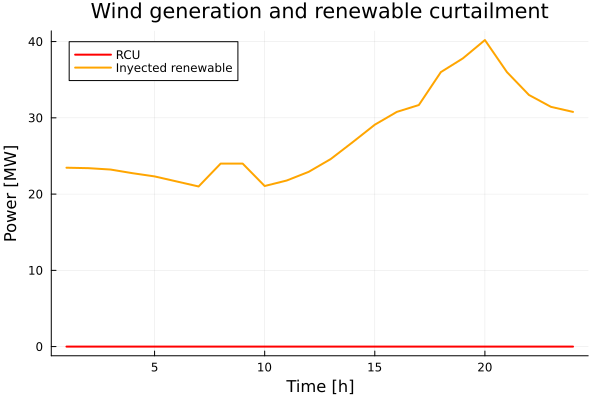 Wind generation and renewable curtailment
RCU
Inyected renewable
Power [MW]
40
30
20
10
0
5
10
15
20
Time [h]